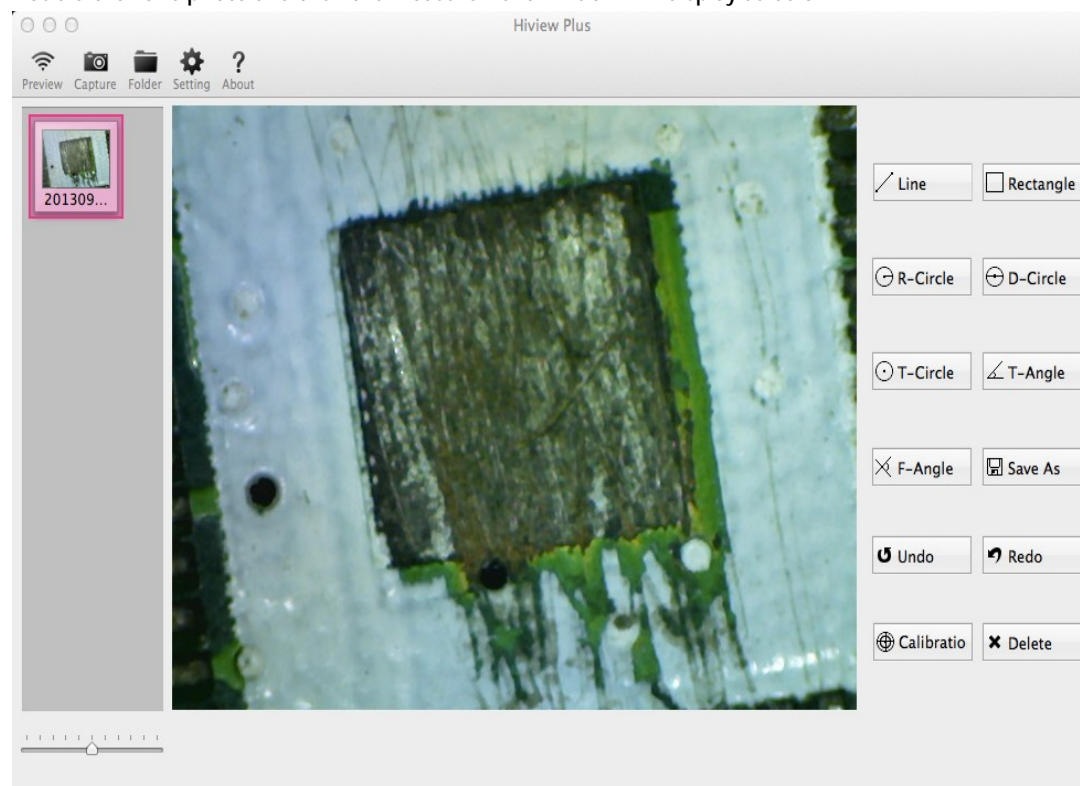 Hiview Plus
Preview Capture Folder Setting About
201309...
Line Rectangle
R-Circle D-Circle
T-Circle T-Angle
F-Angle Save As
Undo Redo
Calibratio Delete